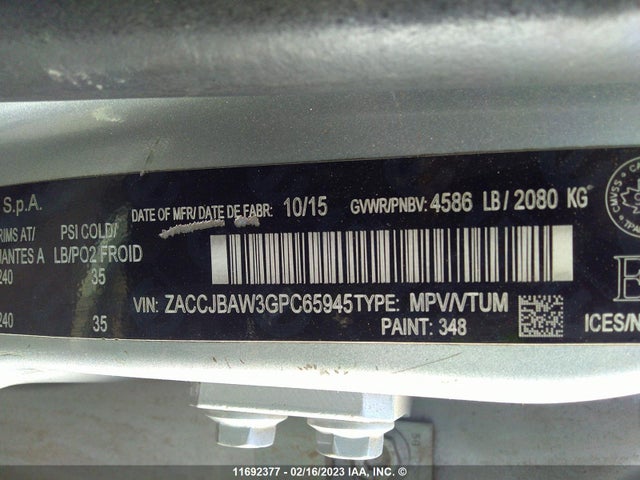 S.p.A.
DATE OF MFR/DATE DE FABR: 10/15 GVWR/PNBV: 4586 LB/2080 KG
RIMS AT/ PSI COLD/
IANTES A LB/PO2 FROID
240 35
240 35
VIN: ZACCJBAW3GPC65945 TYPE: MPV/VTUM
PAINT: 348
ICES/N
11692377 - 02/16/2023 IAA, Inc.